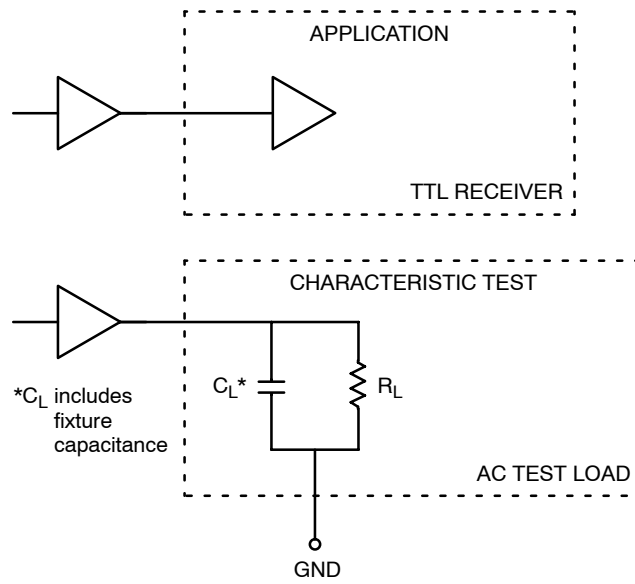 APPLICATION
TTL RECEIVER
CHARACTERISTIC TEST
*CL includes
fixture
capacitance
CL*
RL
AC TEST LOAD
GND